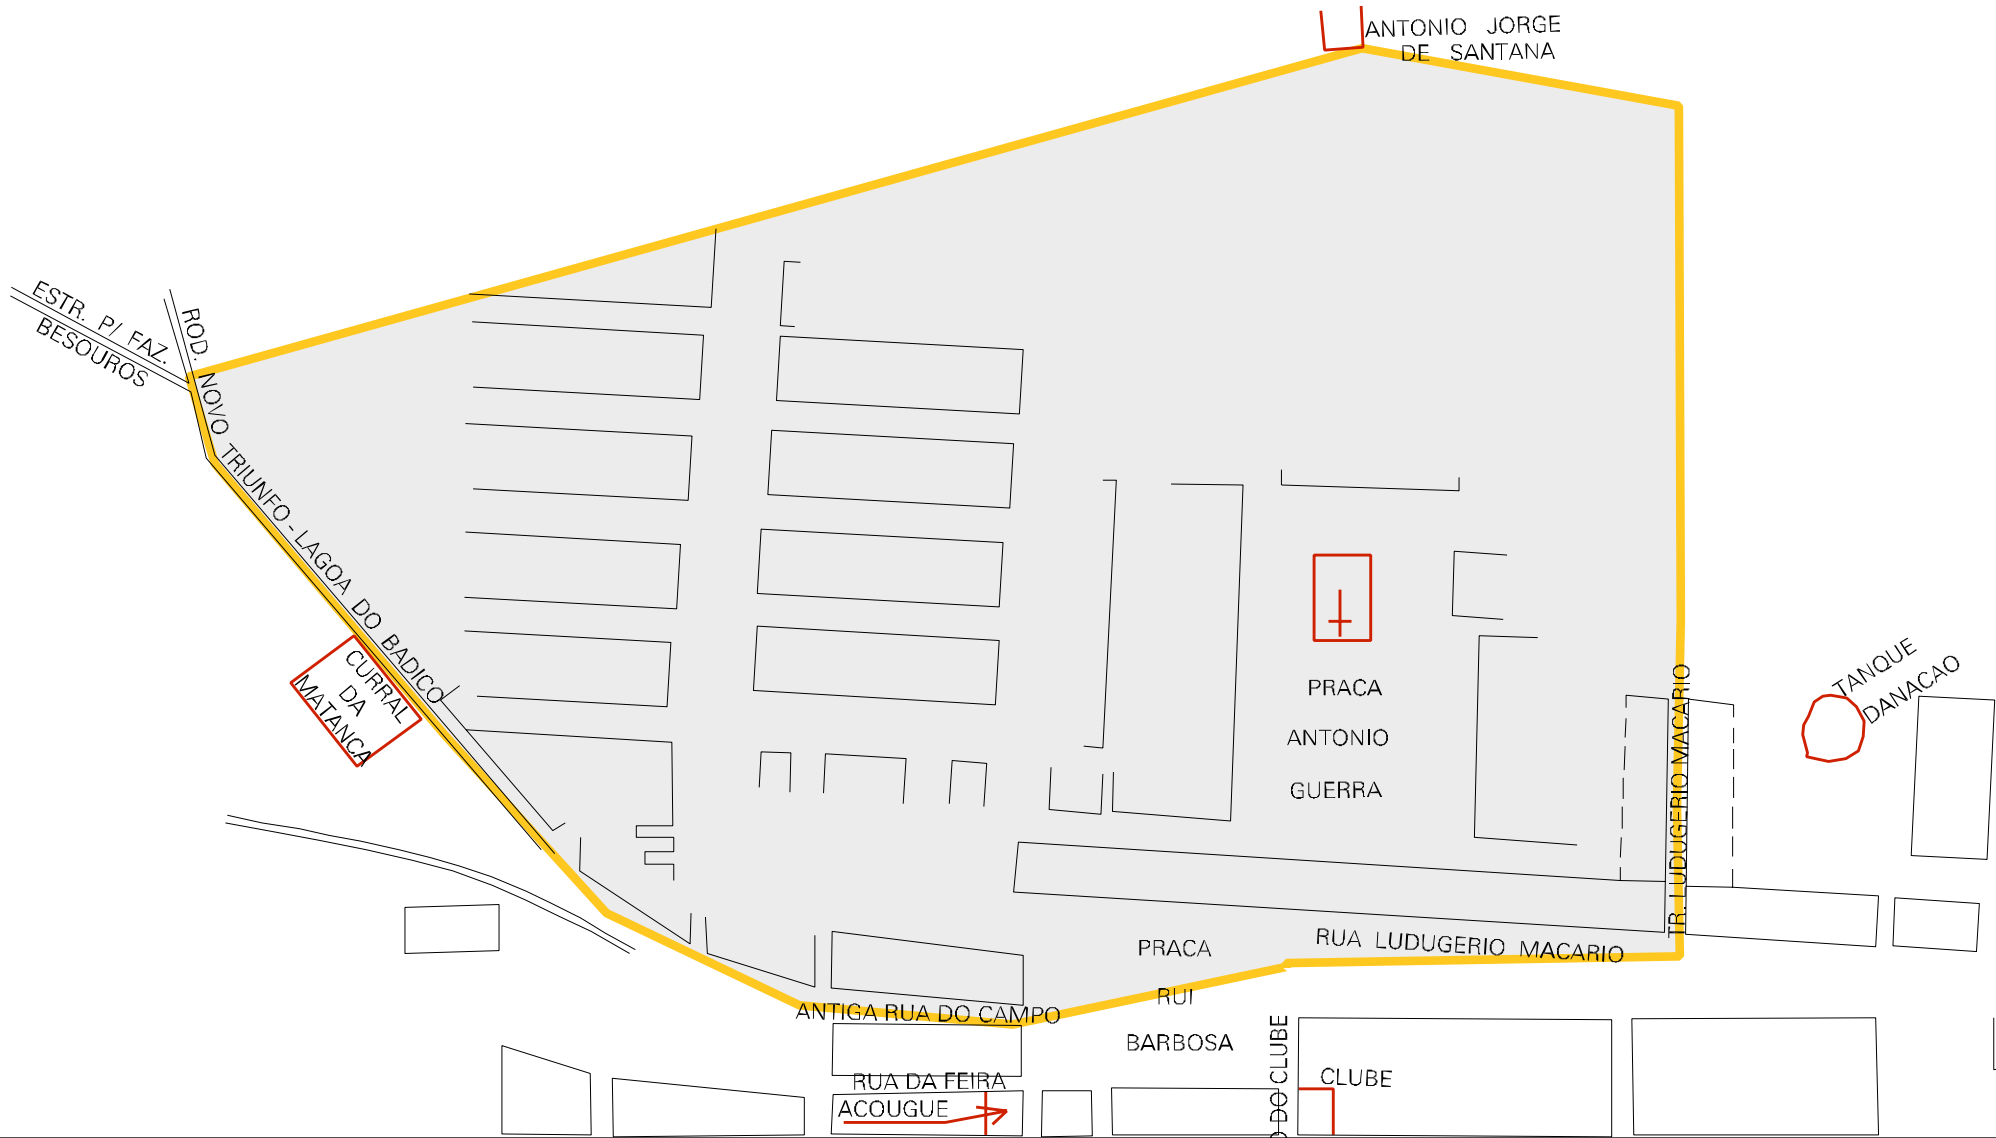 ANTONIO JORGE
DE SANTANA
ESTR. P/ FAZ.
BESOUROS
ROD. NOVO TRIUNFO - LAGOA DO BADICO
CURRAL
DA
MATANCA
PRACA
ANTONIO
GUERRA
TANQUE
DANACAO
TR. LUDUGERIO MACARIO
RUA LUDUGERIO MACARIO
PRACA
RUI
BARBOSA
ANTIGA RUA DO CAMPO
RUA DA FEIRA
ACOUGUE
DO CLUBE
CLUBE